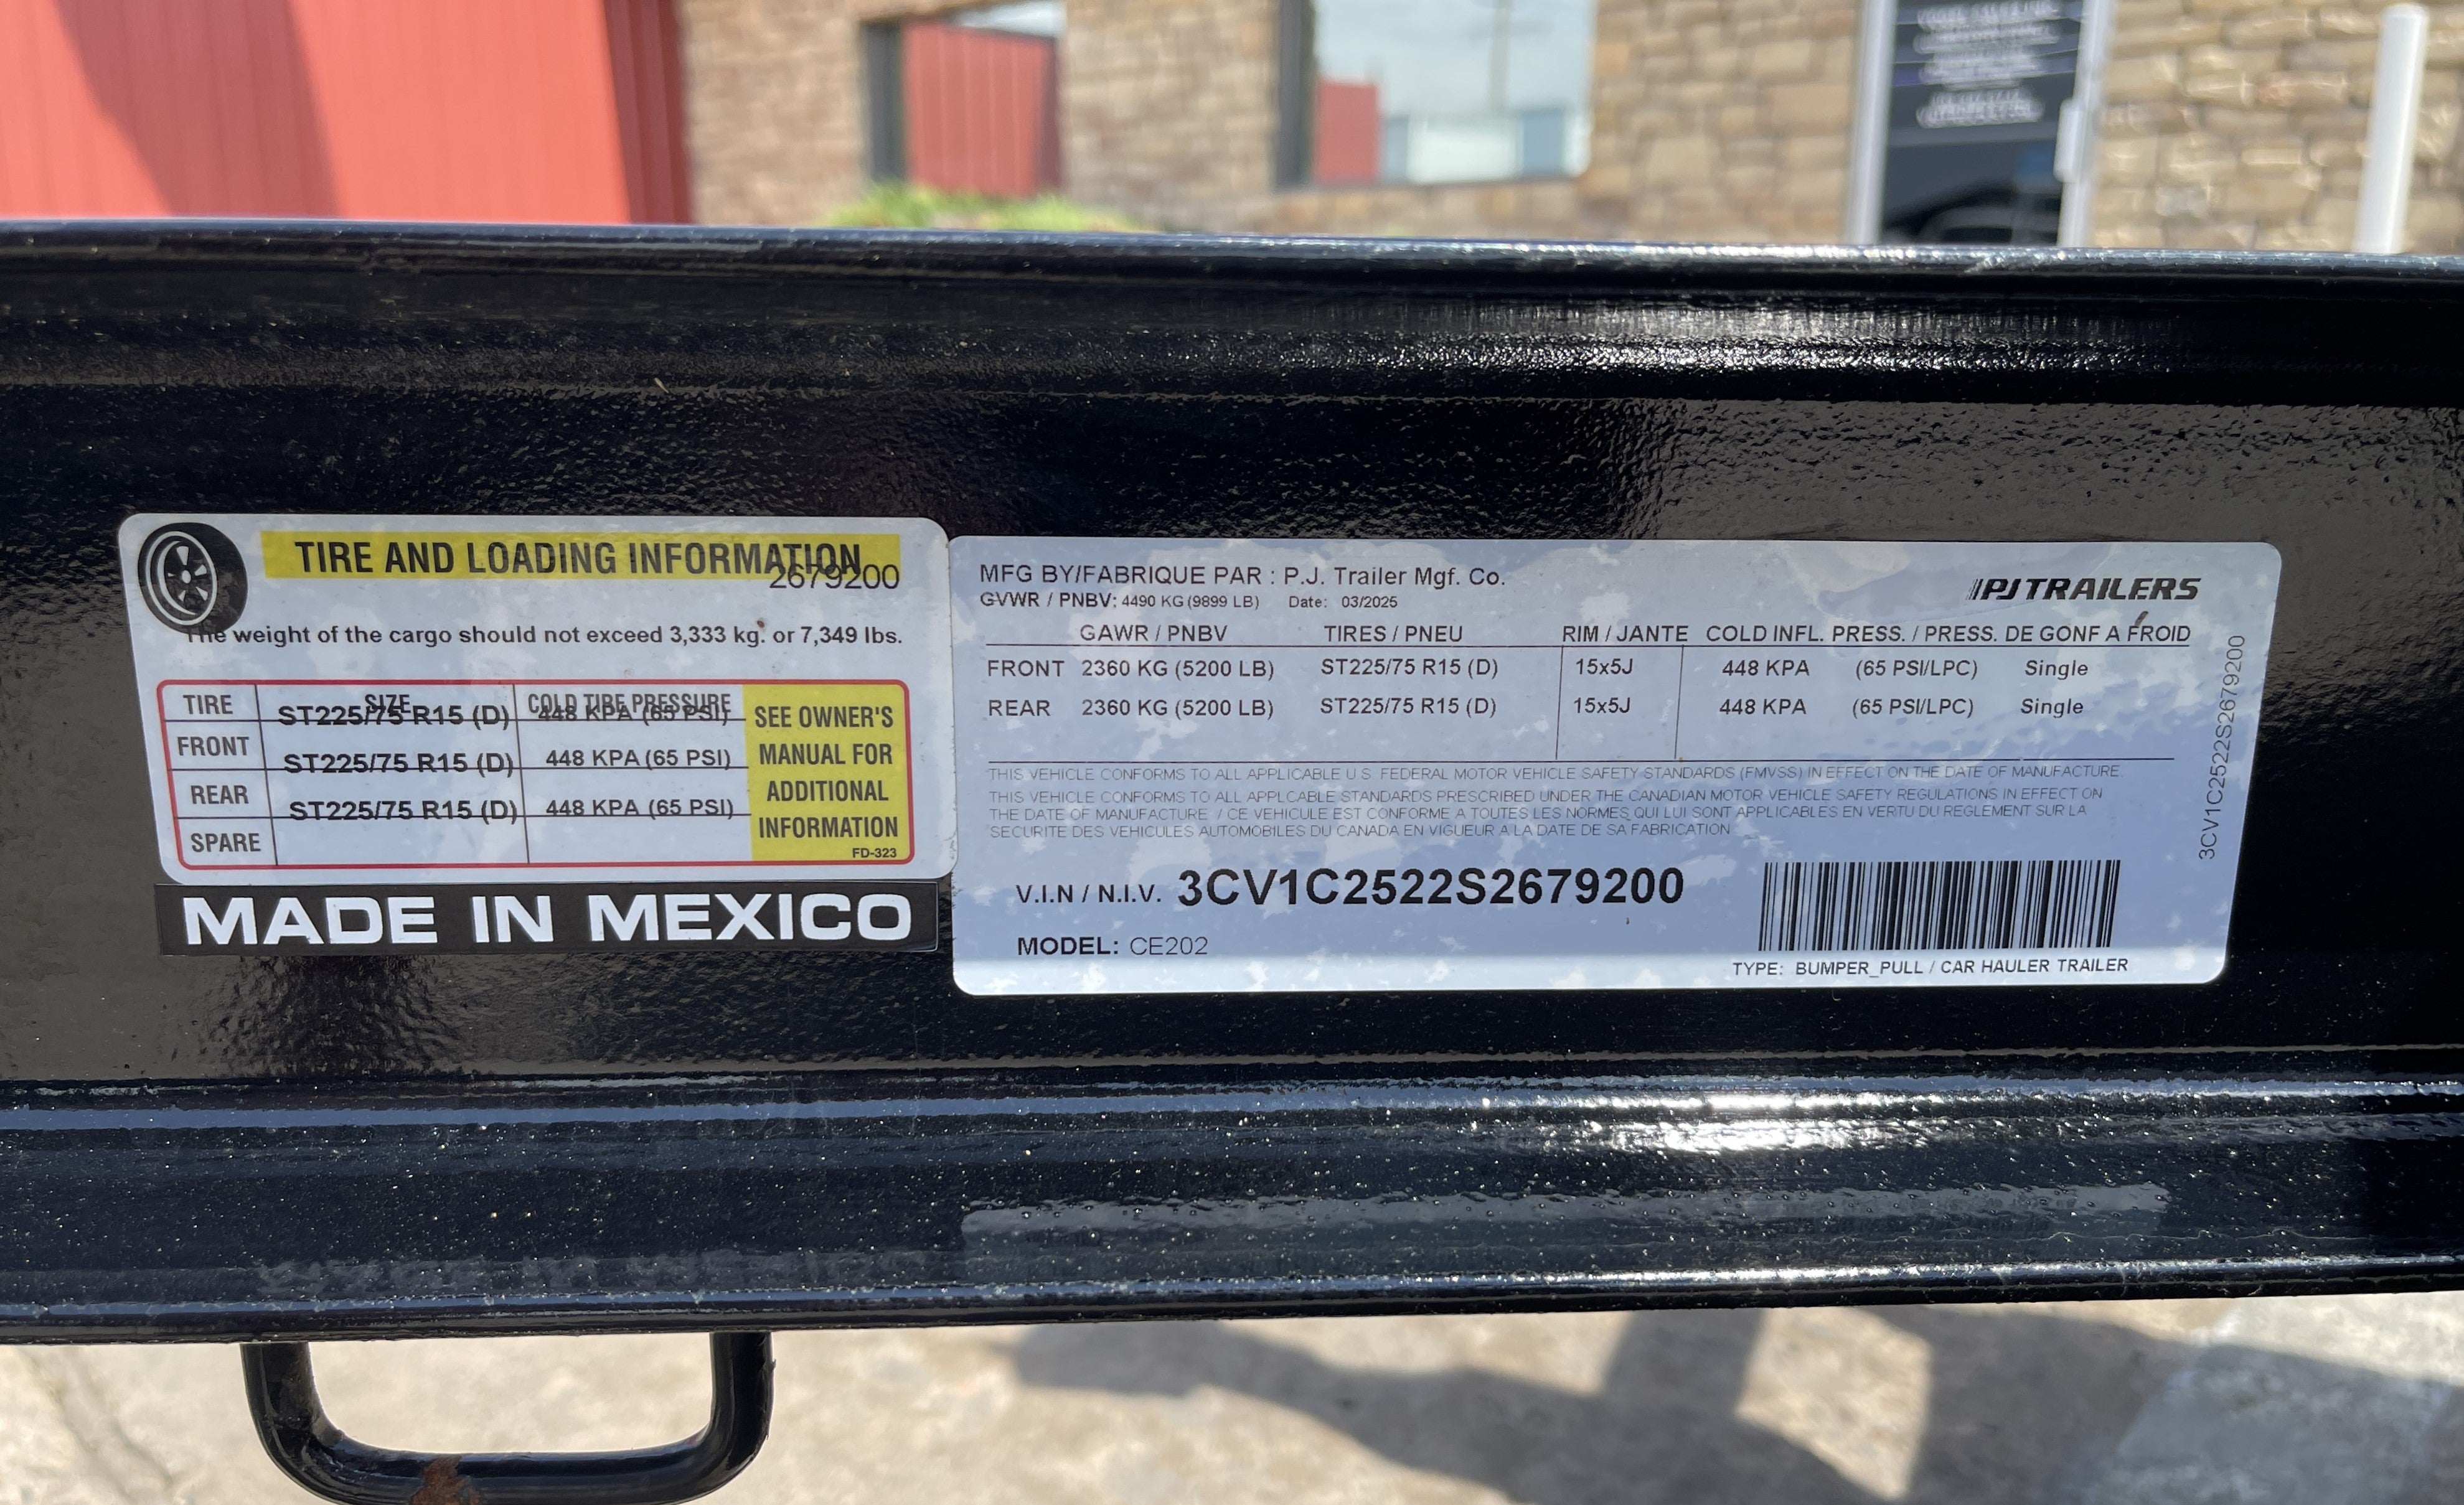 TIRE AND LOADING INFORMATION
2679200
The weight of the cargo should not exceed 3,333 kg. or 7,349 lbs.
TIRE SIZE COLD TIRE PRESSURE
ST225/75 R15 (D) 448 KPA (65 PSI)
FRONT
ST225/75 R15 (D) 448 KPA (65 PSI)
REAR
ST225/75 R15 (D) 448 KPA (65 PSI)
SPARE
SEE OWNER'S
MANUAL FOR
ADDITIONAL
INFORMATION
FD-323
MADE IN MEXICO
MFG BY/FABRIQUE PAR : P.J. Trailer Mgf. Co.
PJTRAILERS
GVWR / PNBV: 4490 KG (9899 LB) Date: 03/2025
GAWR / PNBV TIRES / PNEU RIM / JANTE COLD INFL. PRESS. / PRESS. DE GONF A FROID
FRONT 2360 KG (5200 LB) ST225/75 R15 (D) 15x5J 448 KPA (65 PSI/LPC) Single
REAR 2360 KG (5200 LB) ST225/75 R15 (D) 15x5J 448 KPA (65 PSI/LPC) Single
THIS VEHICLE CONFORMS TO ALL APPLICABLE U S FEDERAL MOTOR VEHICLE SAFETY STANDARDS (FMVSS) IN EFFECT ON THE DATE OF MANUFACTURE.
THIS VEHICLE CONFORMS TO ALL APPLCABLE STANDARDS PRESCRIBED UNDER THE CANADIAN MOTOR VEHICLE SAFETY REGULATIONS IN EFFECT ON
THE DATE OF MANUFACTURE / CE VEHICULE EST CONFORME A TOUTES LES NORMES QUI LUI SONT APPLICABLES EN VERTU DU REGLEMENT SUR LA
SECURITE DES VEHICULES AUTOMOBILES DU CANADA EN VIGUEUR A LA DATE DE SA FABRICATION
V.I.N / N.I.V. 3CV1C2522S2679200
MODEL: CE202
TYPE: BUMPER_PULL / CAR HAULER TRAILER
3CV1C2522S2679200